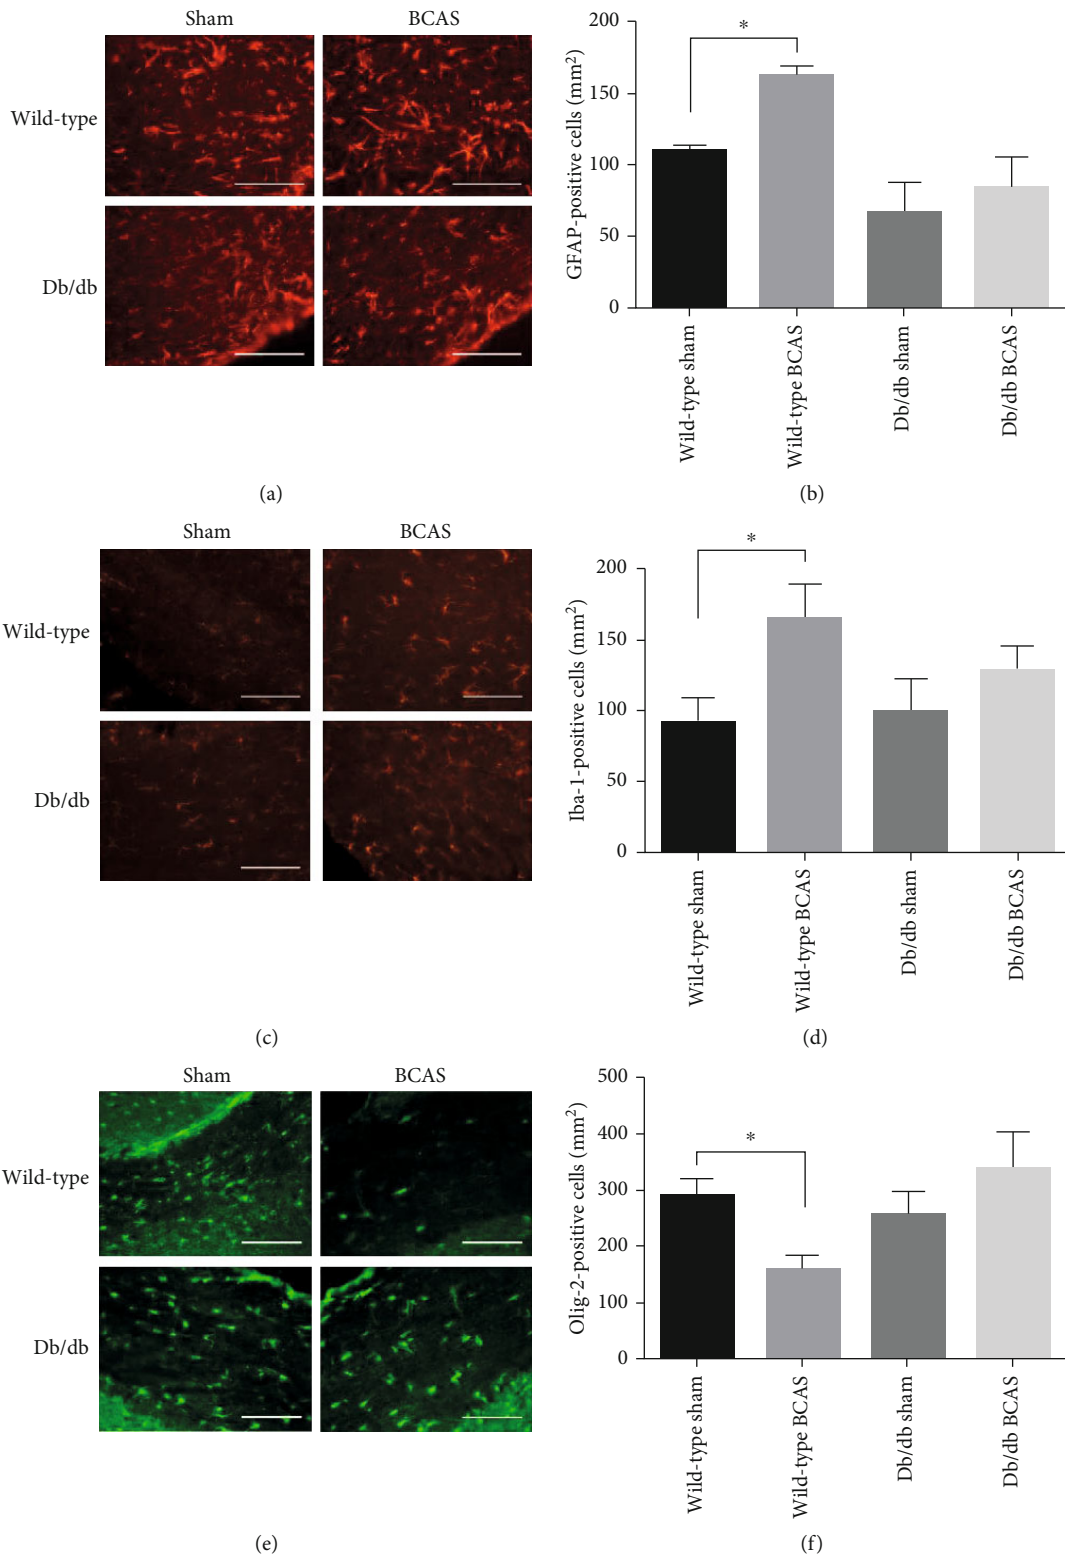 Sham BCAS
Wild-type
Db/db
(a)
GFAP-positive cells (mm²)
200
150
100
50
0
*
Wild-type sham
Wild-type BCAS
Db/db sham
Db/db BCAS
(b)
Sham BCAS
Wild-type
Db/db
(c)
Iba-1-positive cells (mm²)
200
150
100
50
0
*
Wild-type sham
Wild-type BCAS
Db/db sham
Db/db BCAS
(d)
Sham BCAS
Wild-type
Db/db
(e)
Olig-2-positive cells (mm²)
500
400
300
200
100
0
*
Wild-type sham
Wild-type BCAS
Db/db sham
Db/db BCAS
(f)